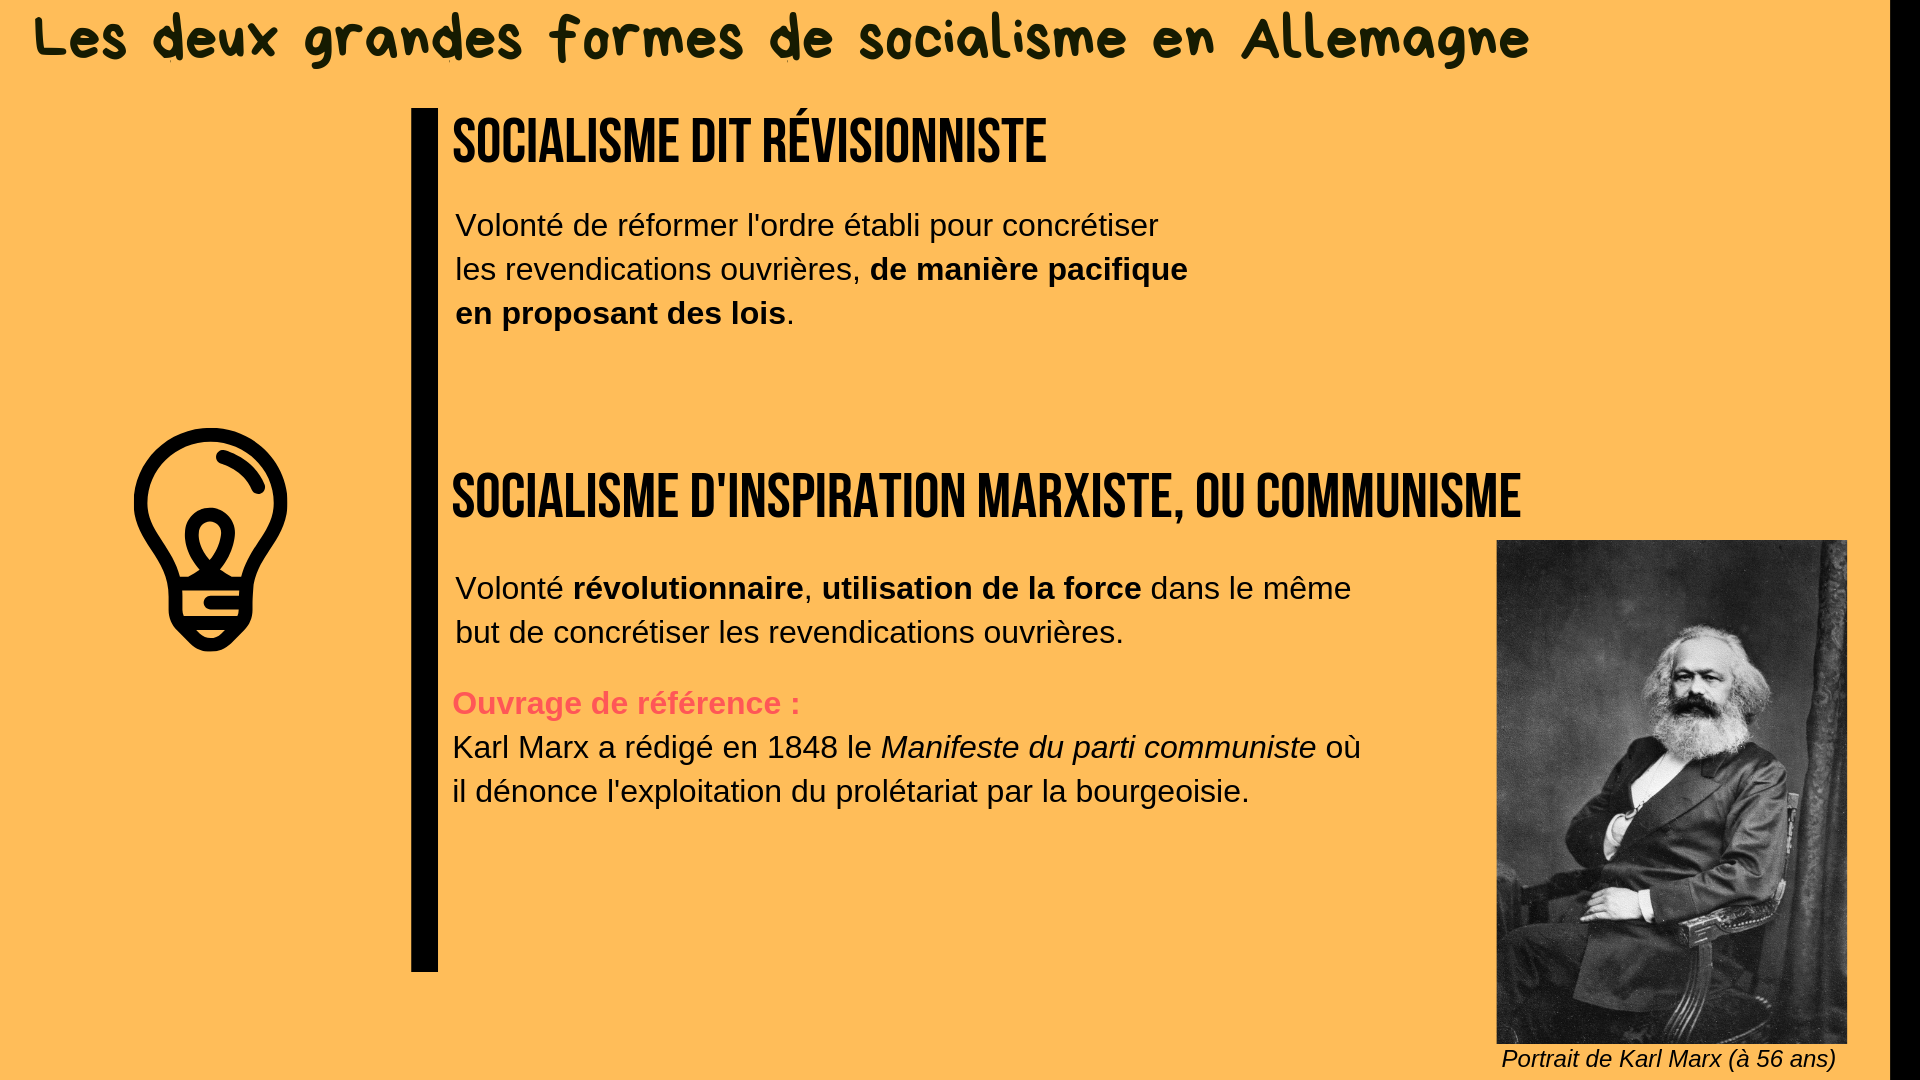 Les deux grandes formes de socialisme en Allemagne
SOCIALISME DIT RÉVISIONNISTE
Volonté de réformer l'ordre établi pour concrétiser
les revendications ouvrières, de manière pacifique
en proposant des lois.
SOCIALISME D'INSPIRATION MARXISTE, OU COMMUNISME
Volonté révolutionnaire, utilisation de la force dans le même
but de concrétiser les revendications ouvrières.
Ouvrage de référence :
Karl Marx a rédigé en 1848 le Manifeste du parti communiste où
il dénonce l'exploitation du prolétariat par la bourgeoisie.
Portrait de Karl Marx (à 56 ans)